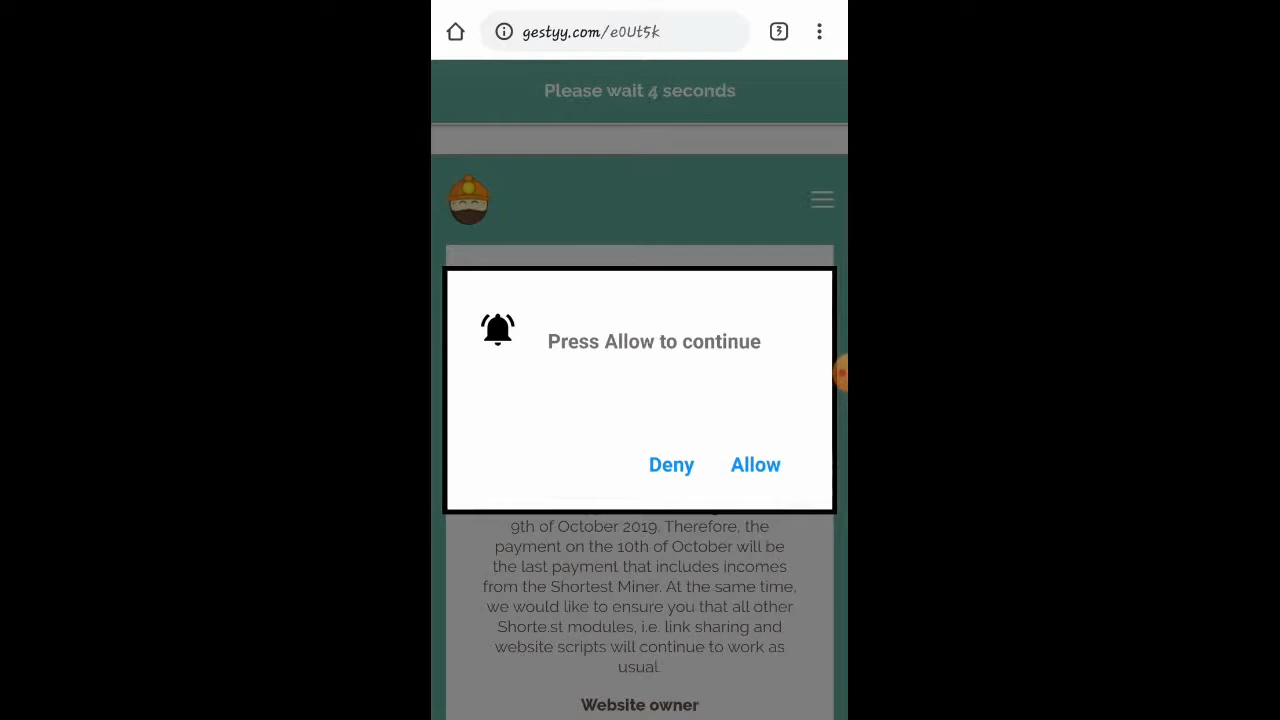 gestyy.com/e0Ut5k
3
Please wait 4 seconds
Press Allow to continue
Deny
Allow
9th of October 2019. Therefore, the
payment on the 10th of October will be
the last payment that includes incomes
from the Shortest Miner. At the same time,
we would like to ensure you that all other
Shorte.st modules, i.e. link sharing and
website scripts will continue to work as
usual.
Website owner